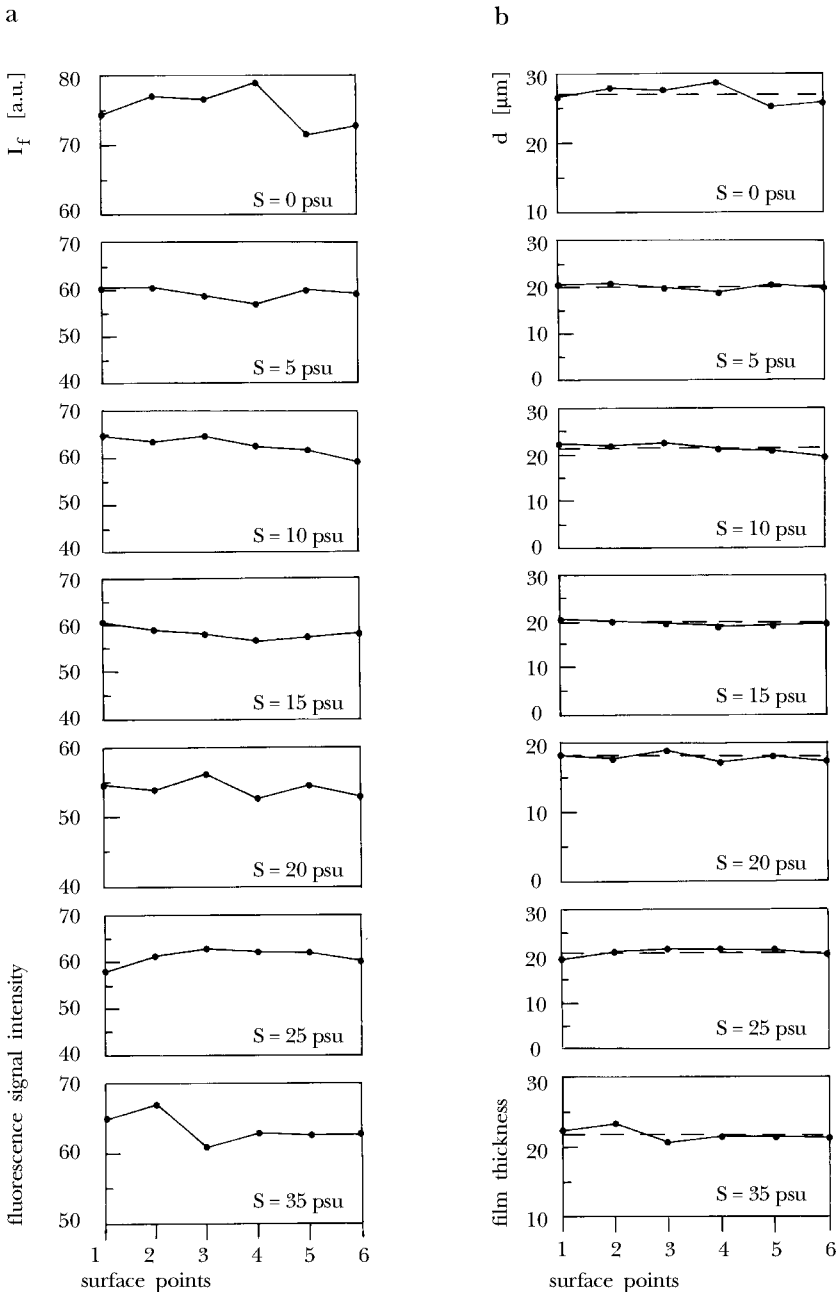 a
I_f [a.u.]
80
70
60
S = 0 psu
70
60
50
40
S = 5 psu
70
60
50
40
S = 10 psu
70
60
50
40
S = 15 psu
60
50
40
S = 20 psu
70
60
50
40
S = 25 psu
70
60
50
S = 35 psu
fluorescence signal intensity
1 2 3 4 5 6
surface points
b
d [µm]
30
20
10
S = 0 psu
30
20
10
0
S = 5 psu
30
20
10
0
S = 10 psu
30
20
10
0
S = 15 psu
20
10
0
S = 20 psu
30
20
10
0
S = 25 psu
30
20
10
S = 35 psu
film thickness
1 2 3 4 5 6
surface points